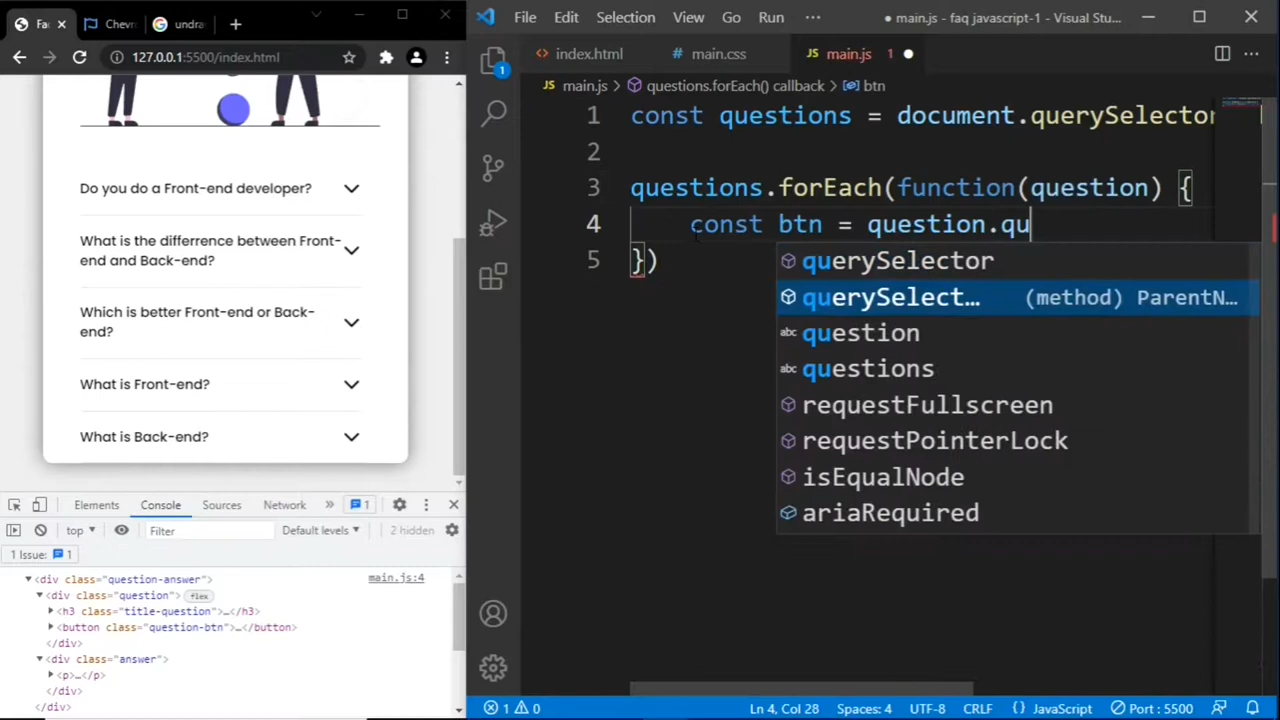 Fa
Chevr
undra
127.0.0.1:5500/index.html
Do you do a Front-end developer?
What is the difference between Front-
end and Back-end?
Which is better Front-end or Back-
end?
What is Front-end?
What is Back-end?
Elements Console Sources Network » 1
top Filter Default levels 2 hidden
1 Issue: 1
<div class="question-answer"> main.js:4
<div class="question"> flex
<h3 class="title-question">…</h3>
<button class="question-btn">…</button>
</div>
<div class="answer">
<p>…</p>
</div>
</div>
File Edit Selection View Go Run ··· ● main.js - faq javascript-1 - Visual Stu...
1
index.html # main.css JS main.js 1
JS main.js > questions.forEach() callback > btn
1 const questions = document.querySelector
2
3 questions.forEach(function(question) {
4 const btn = question.qu
5 })
querySelector
querySelect… (method) ParentN…
abc question
abc questions
requestFullscreen
requestPointerLock
isEqualNode
ariaRequired
1 0 Ln 4, Col 28 Spaces: 4 UTF-8 CRLF {} JavaScript Port : 5500